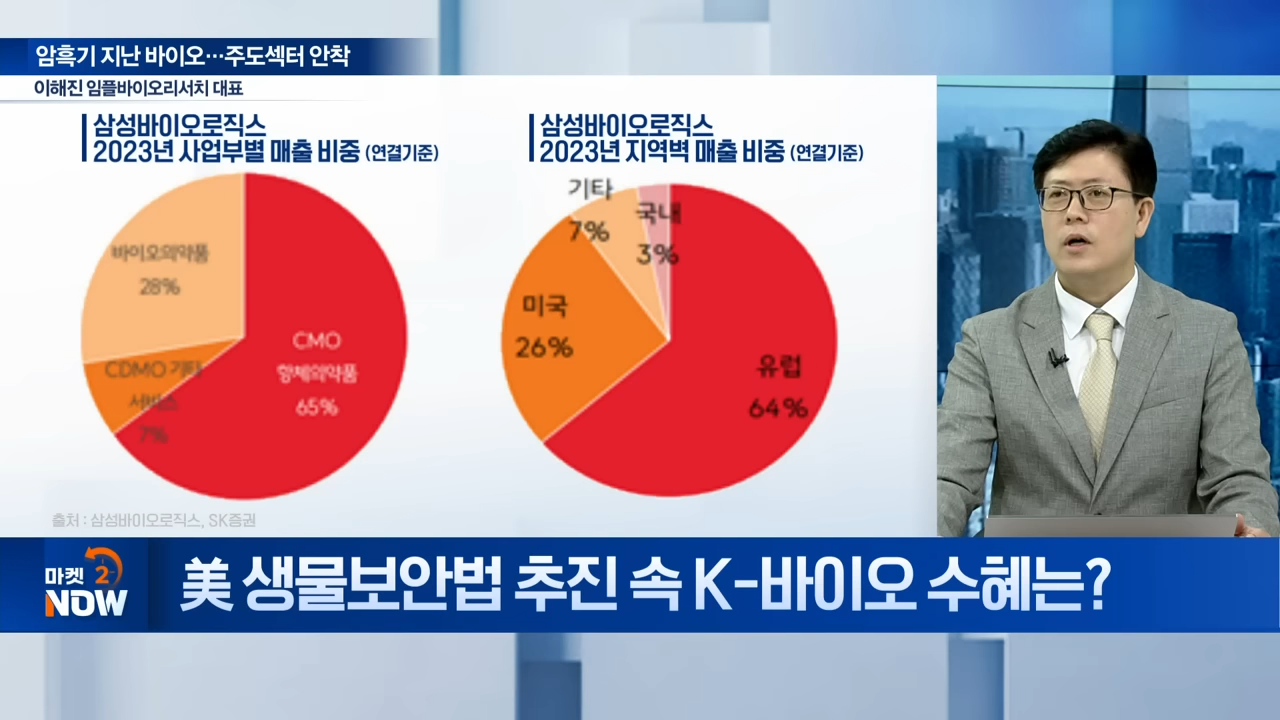 암흑기 지난 바이오…주도섹터 안착
이해진 임플바이오리서치 대표
삼성바이오로직스
2023년 사업부별 매출 비중 (연결기준)
바이오의약품
28%
CDMO 기타
서비스
7%
CMO
항체의약품
65%
삼성바이오로직스
2023년 지역벽 매출 비중 (연결기준)
기타
7%
국내
3%
미국
26%
유럽
64%
출처 : 삼성바이오로직스, SK증권
마켓 2
NOW
美 생물보안법 추진 속 K-바이오 수혜는?